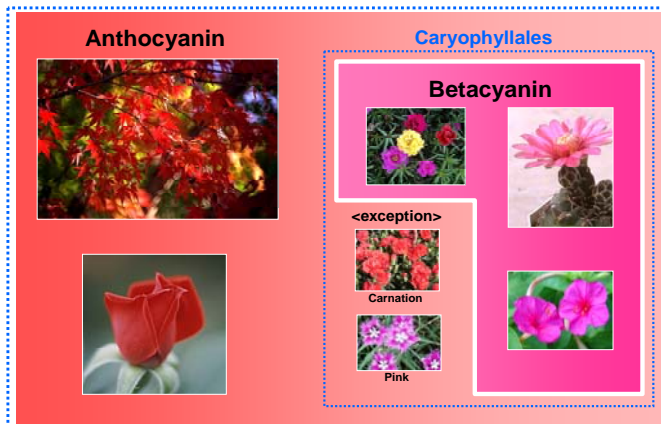 Anthocyanin
Caryophyllales
Betacyanin
<exception>
Carnation
Pink